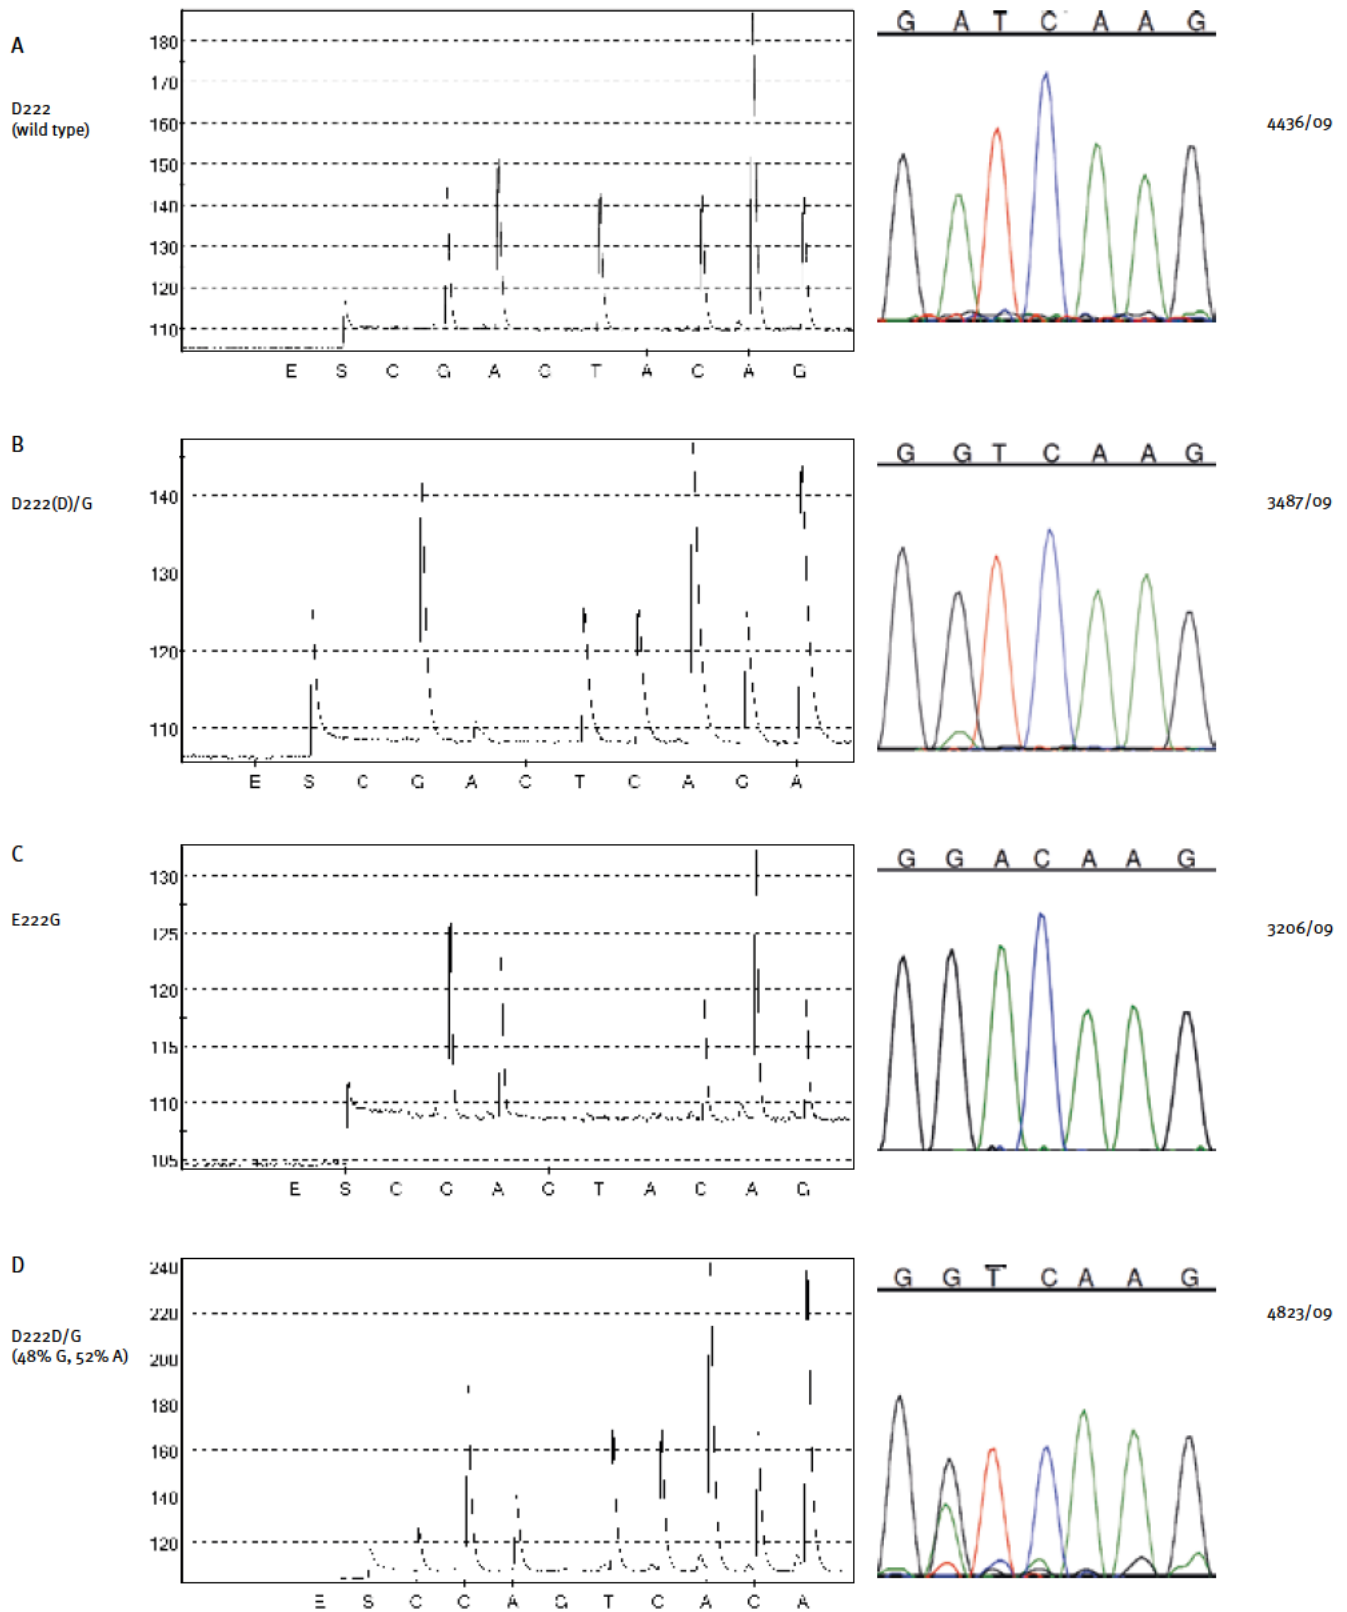 A
D222
(wild type)
180
170
160
150
140
130
120
110
E S C G A C T A C A G
G A T C A A G
4436/09
B
D222(D)/G
140
130
120
110
E S C G A C T C A G A
G G T C A A G
3487/09
C
E222G
130
125
120
115
110
105
E S C G A G T A C A G
G G A C A A G
3206/09
D
D222D/G
(48% G, 52% A)
240
220
200
180
160
140
120
E S C C A G T C A C A
G G T C A A G
4823/09